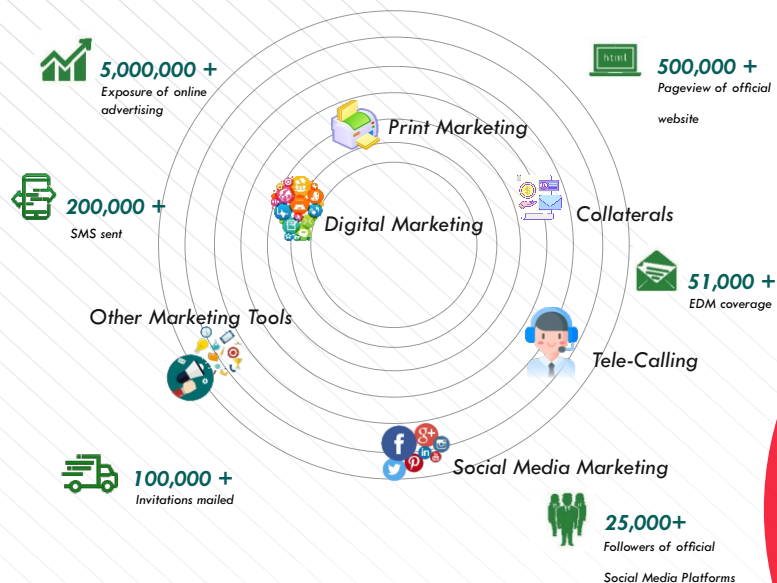 5,000,000 +
Exposure of online
advertising
html
500,000 +
Pageview of official
website
Print Marketing
200,000 +
SMS sent
Digital Marketing
Collaterals
51,000 +
EDM coverage
Other Marketing Tools
Tele-Calling
f
g+
in
Social Media Marketing
100,000 +
Invitations mailed
25,000+
Followers of official
Social Media Platforms